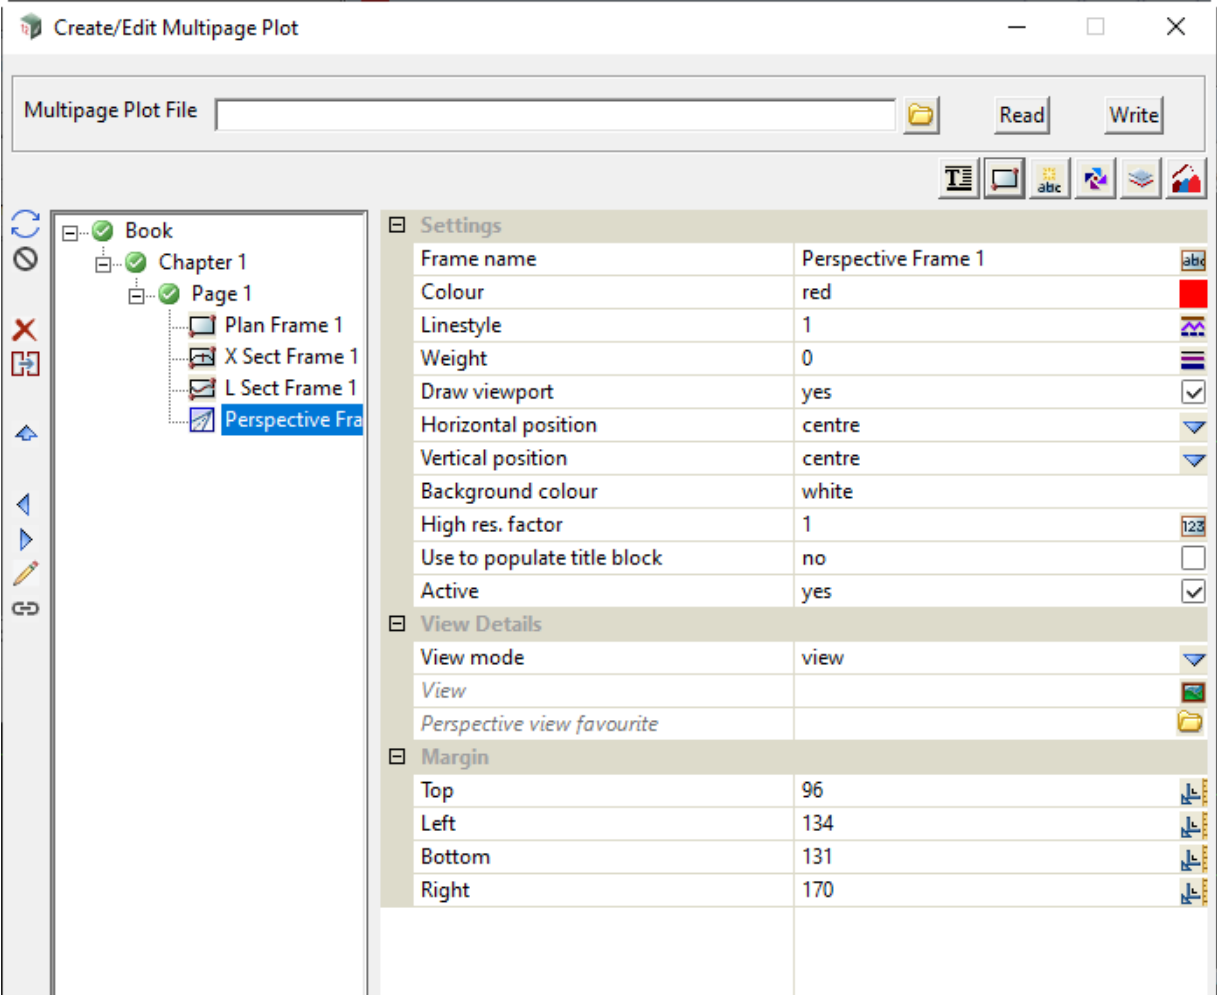 Create/Edit Multipage Plot
Multipage Plot File
Read
Write
abc
Book
Chapter 1
Page 1
Plan Frame 1
X Sect Frame 1
L Sect Frame 1
Perspective Fra
Settings
Frame name Perspective Frame 1
Colour red
Linestyle 1
Weight 0
Draw viewport yes
Horizontal position centre
Vertical position centre
Background colour white
High res. factor 1 123
Use to populate title block no
Active yes
View Details
View mode view
View
Perspective view favourite
Margin
Top 96
Left 134
Bottom 131
Right 170